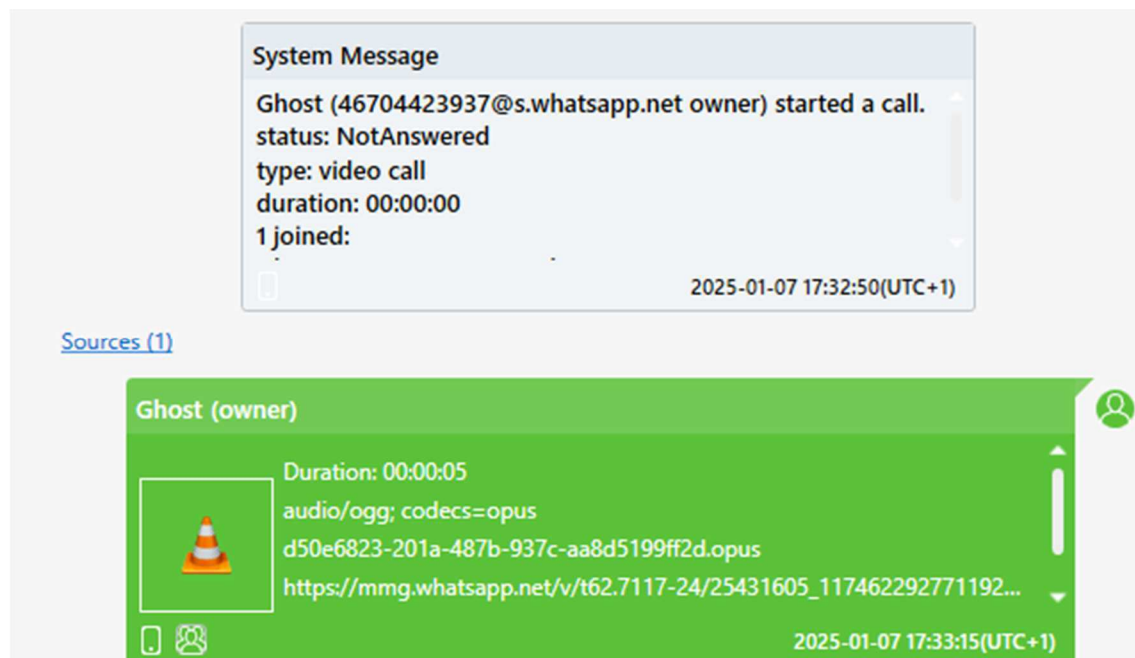 System Message
Ghost (46704423937@s.whatsapp.net owner) started a call.
status: NotAnswered
type: video call
duration: 00:00:00
1 joined:
2025-01-07 17:32:50(UTC+1)
Sources (1)
Ghost (owner)
Duration: 00:00:05
audio/ogg; codecs=opus
d50e6823-201a-487b-937c-aa8d5199ff2d.opus
https://mmg.whatsapp.net/v/t62.7117-24/25431605_117462292771192...
2025-01-07 17:33:15(UTC+1)